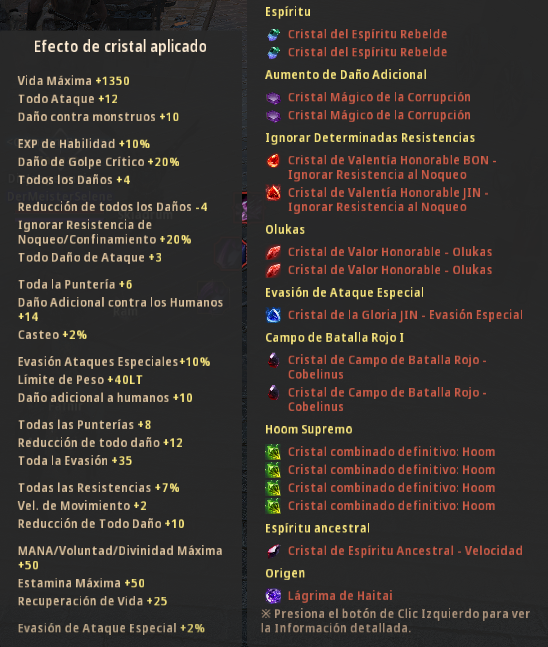 Efecto de cristal aplicado
Vida Máxima +1350
Todo Ataque +12
Daño contra monstruos +10
EXP de Habilidad +10%
Daño de Golpe Crítico +20%
Todos los Daños +4
Reducción de todos los Daños -4
Ignorar Resistencia de
Noqueo/Confinamiento +20%
Todo Daño de Ataque +3
Toda la Puntería +6
Daño Adicional contra los Humanos
+14
Casteo +2%
Evasión Ataques Especiales+10%
Límite de Peso +40LT
Daño adicional a humanos +10
Todas las Punterías +8
Reducción de todo daño +12
Toda la Evasión +35
Todas las Resistencias +7%
Vel. de Movimiento +2
Reducción de Todo Daño +10
MANA/Voluntad/Divinidad Máxima
+50
Estamina Máxima +50
Recuperación de Vida +25
Evasión de Ataque Especial +2%
Espíritu
Cristal del Espíritu Rebelde
Cristal del Espíritu Rebelde
Aumento de Daño Adicional
Cristal Mágico de la Corrupción
Cristal Mágico de la Corrupción
Ignorar Determinadas Resistencias
Cristal de Valentía Honorable BON -
Ignorar Resistencia al Noqueo
Cristal de Valentía Honorable JIN -
Ignorar Resistencia al Noqueo
Olukas
Cristal de Valor Honorable - Olukas
Cristal de Valor Honorable - Olukas
Evasión de Ataque Especial
Cristal de la Gloria JIN - Evasión Especial
Campo de Batalla Rojo I
Cristal de Campo de Batalla Rojo -
Cobelinus
Cristal de Campo de Batalla Rojo -
Cobelinus
Hoom Supremo
Cristal combinado definitivo: Hoom
Cristal combinado definitivo: Hoom
Cristal combinado definitivo: Hoom
Cristal combinado definitivo: Hoom
Espíritu ancestral
Cristal de Espíritu Ancestral - Velocidad
Origen
Lágrima de Haitai
※ Presiona el botón de Clic Izquierdo para ver
la Información detallada.